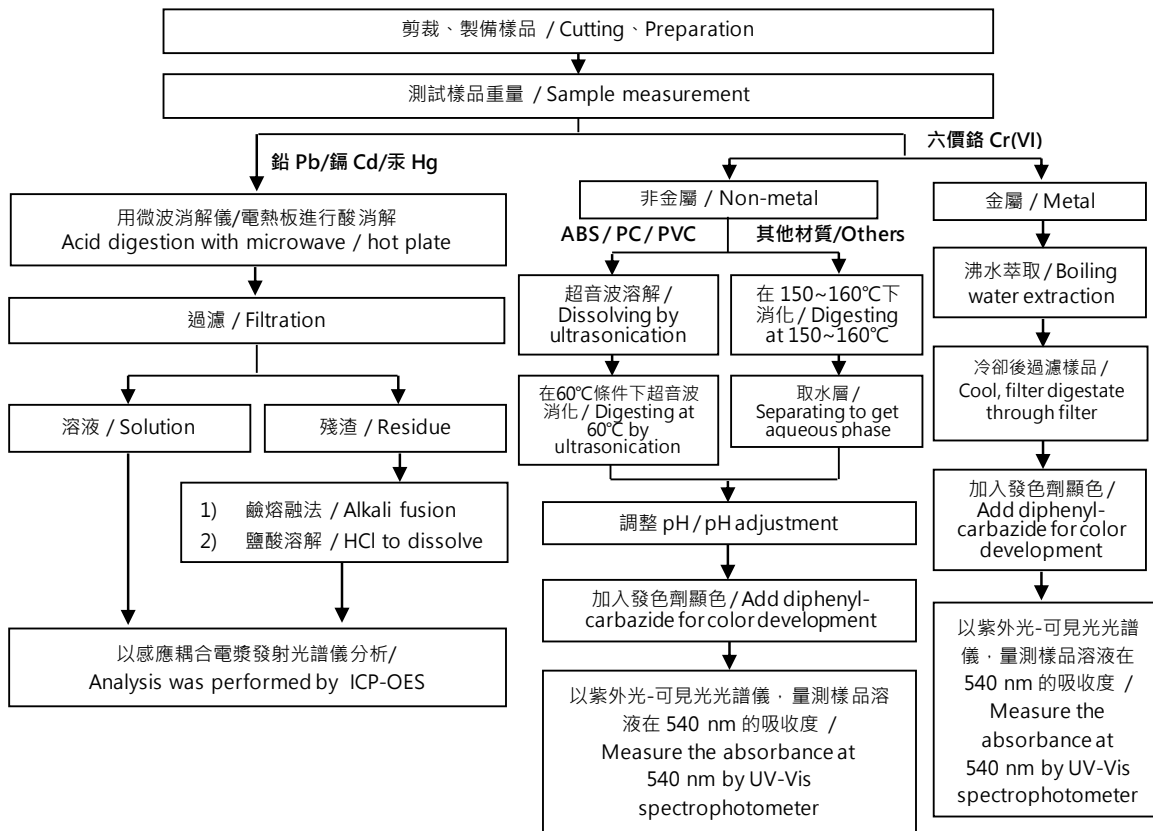 剪裁、製備樣品 / Cutting、Preparation
測試樣品重量 / Sample measurement
鉛 Pb/鎘 Cd/汞 Hg
六價鉻 Cr(VI)
用微波消解儀/電熱板進行酸消解
Acid digestion with microwave / hot plate
過濾 / Filtration
溶液 / Solution
殘渣 / Residue
1) 鹼熔融法 / Alkali fusion
2) 鹽酸溶解 / HCl to dissolve
以感應耦合電漿發射光譜儀分析/
Analysis was performed by ICP-OES
非金屬 / Non-metal
ABS / PC / PVC
其他材質/Others
超音波溶解 /
Dissolving by
ultrasonication
在60℃條件下超音波
消化 / Digesting at
60℃ by
ultrasonication
在 150~160℃下
消化 / Digesting
at 150~160℃
取水層 /
Separating to get
aqueous phase
調整 pH / pH adjustment
加入發色劑顯色 / Add diphenyl-
carbazide for color development
以紫外光-可見光光譜儀，量測樣品溶
液在 540 nm 的吸收度 /
Measure the absorbance at
540 nm by UV-Vis
spectrophotometer
金屬 / Metal
沸水萃取 / Boiling
water extraction
冷卻後過濾樣品 /
Cool, filter digestate
through filter
加入發色劑顯色 /
Add diphenyl-
carbazide for color
development
以紫外光-可見光光譜
儀，量測樣品溶液在
540 nm 的吸收度 /
Measure the
absorbance at
540 nm by UV-Vis
spectrophotometer